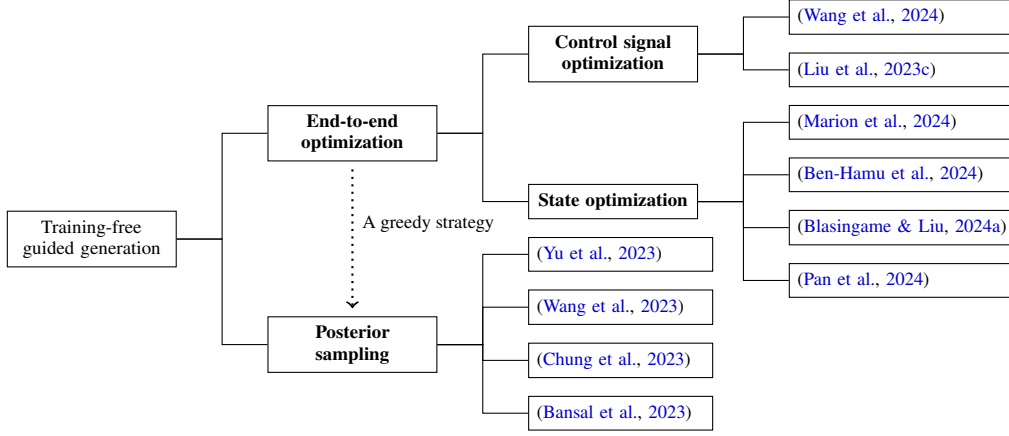 Training-free
guided generation
End-to-end
optimization
A greedy strategy
Posterior
sampling
Control signal
optimization
State optimization
(Wang et al., 2024)
(Liu et al., 2023c)
(Marion et al., 2024)
(Ben-Hamu et al., 2024)
(Blasingame & Liu, 2024a)
(Pan et al., 2024)
(Yu et al., 2023)
(Wang et al., 2023)
(Chung et al., 2023)
(Bansal et al., 2023)